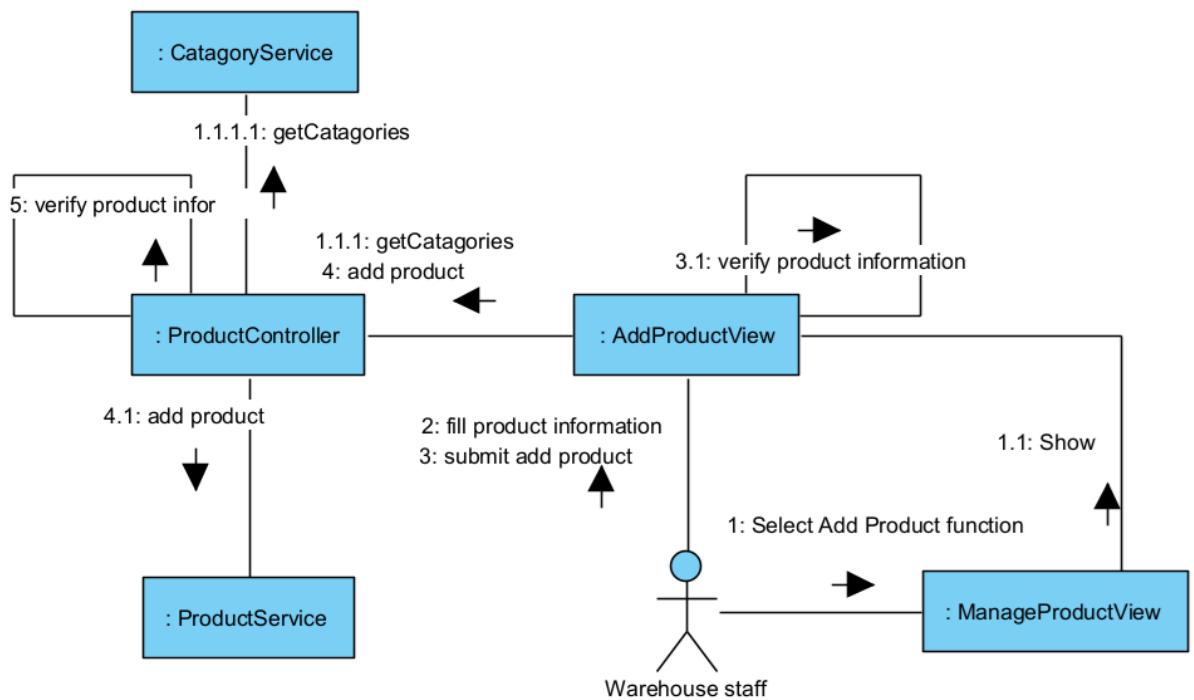 : CatagoryService
1.1.1.1: getCatagories
5: verify product infor
1.1.1: getCatagories
4: add product
3.1: verify product information
: ProductController
: AddProductView
4.1: add product
2: fill product information
3: submit add product
1.1: Show
1: Select Add Product function
: ProductService
: ManageProductView
Warehouse staff